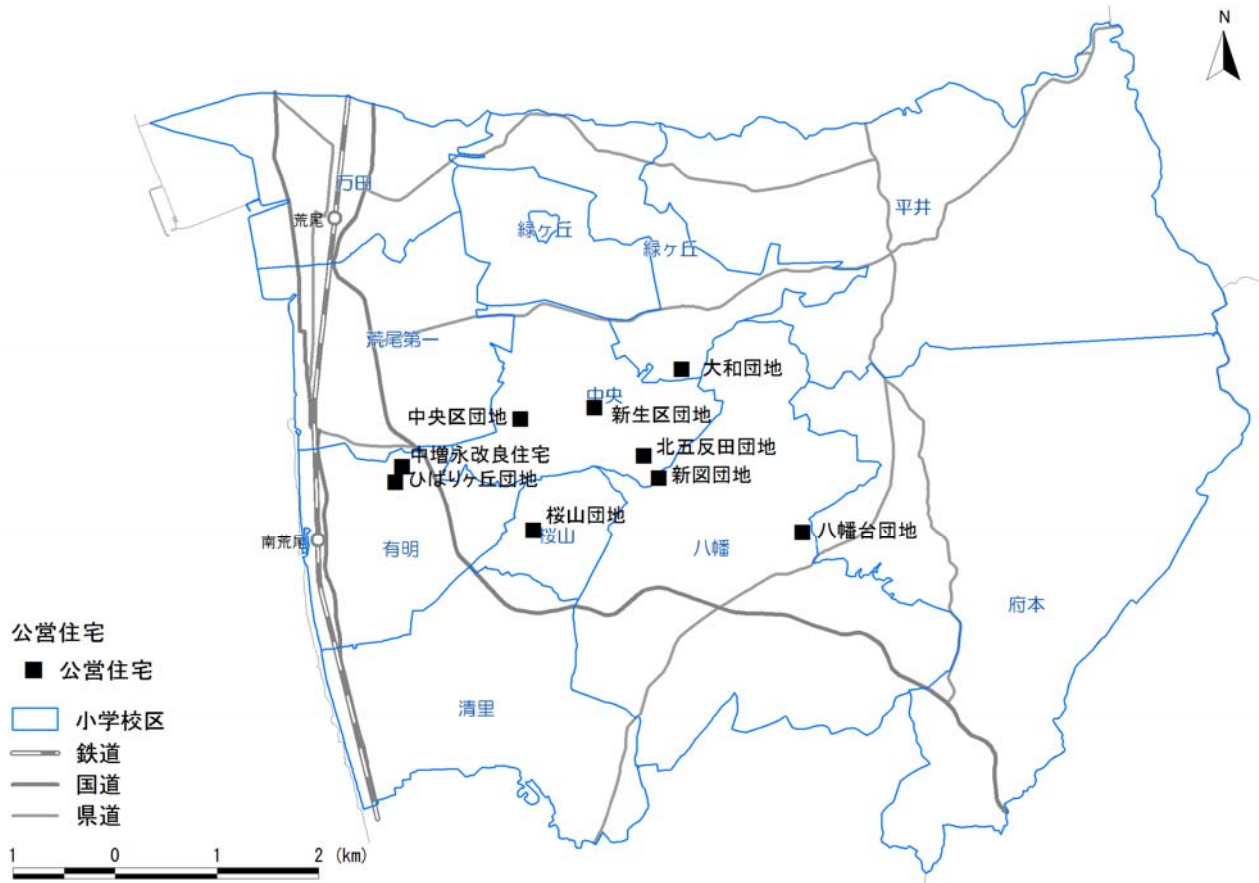 N
万田
荒尾
緑ヶ丘
緑ヶ丘
平井
荒尾第一
大和団地
中央
中央区団地
新生区団地
北五反田団地
中増永改良住宅
ひばりヶ丘団地
新図団地
桜山団地
桜山
八幡台団地
南荒尾
有明
八幡
府本
清里
公営住宅
公営住宅
小学校区
鉄道
国道
県道
1 0 1 2 (km)